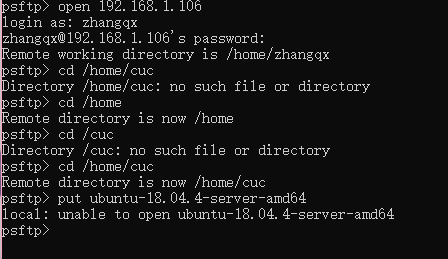 psftp> open 192.168.1.106
login as: zhangqx
zhangqx@192.168.1.106's password:
Remote working directory is /home/zhangqx
psftp> cd /home/cuc
Directory /home/cuc: no such file or directory
psftp> cd /home
Remote directory is now /home
psftp> cd /cuc
Directory /cuc: no such file or directory
psftp> cd /home/cuc
Remote directory is now /home/cuc
psftp> put ubuntu-18.04.4-server-amd64
local: unable to open ubuntu-18.04.4-server-amd64
psftp>